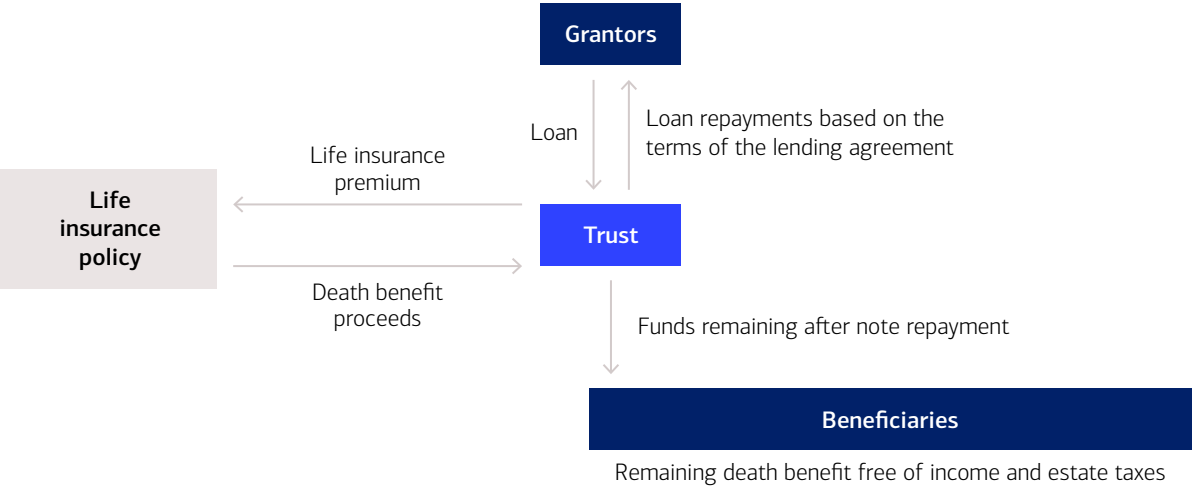 Grantors
Loan
Loan repayments based on the
terms of the lending agreement
Life insurance
premium
Life
insurance
policy
Trust
Death benefit
proceeds
Funds remaining after note repayment
Beneficiaries
Remaining death benefit free of income and estate taxes